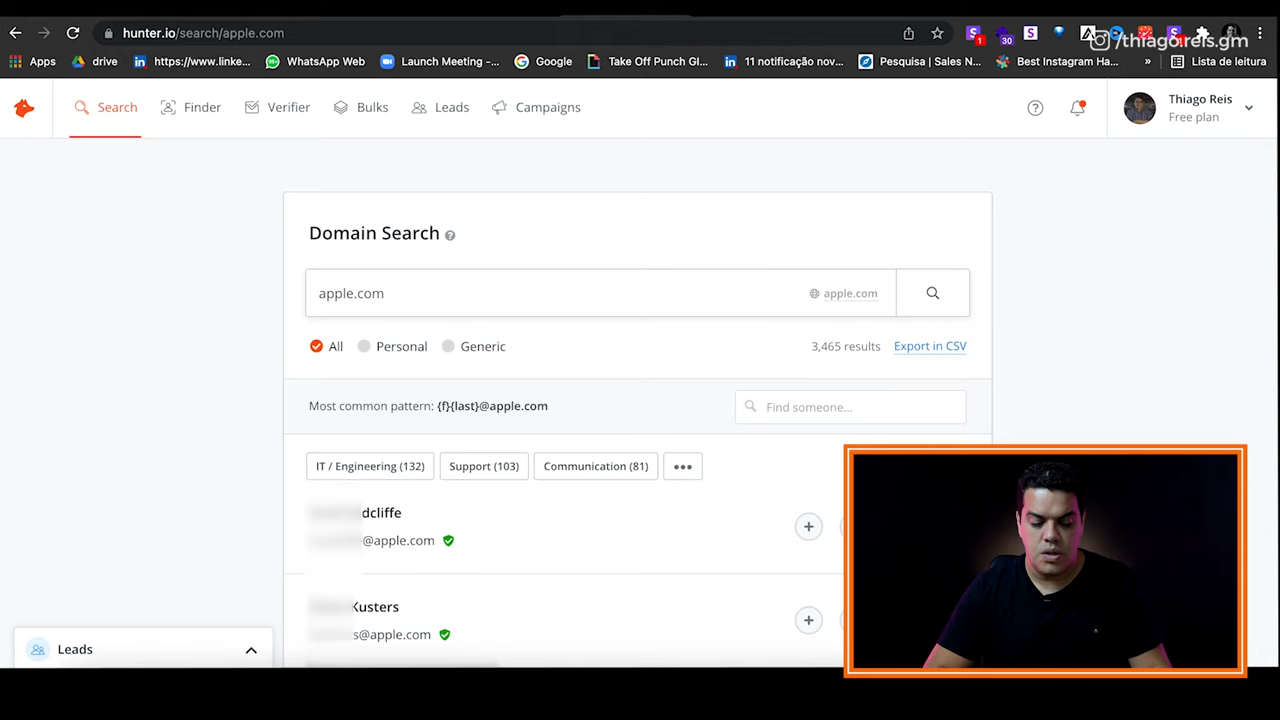 hunter.io/search/apple.com
1
30
/thiago.reis.gm
Apps
drive
https://www.linke...
WhatsApp Web
Launch Meeting -...
Google
Take Off Punch Gl...
11 notificação nov...
Pesquisa | Sales N...
Best Instagram Ha...
»
Lista de leitura
Search
Finder
Verifier
Bulks
Leads
Campaigns
Thiago Reis
Free plan
Domain Search
apple.com
apple.com
All
Personal
Generic
3,465 results
Export in CSV
Most common pattern: {f}{last}@apple.com
Find someone...
IT / Engineering (132)
Support (103)
Communication (81)
•••
dcliffe
@apple.com
Kusters
s@apple.com
Leads